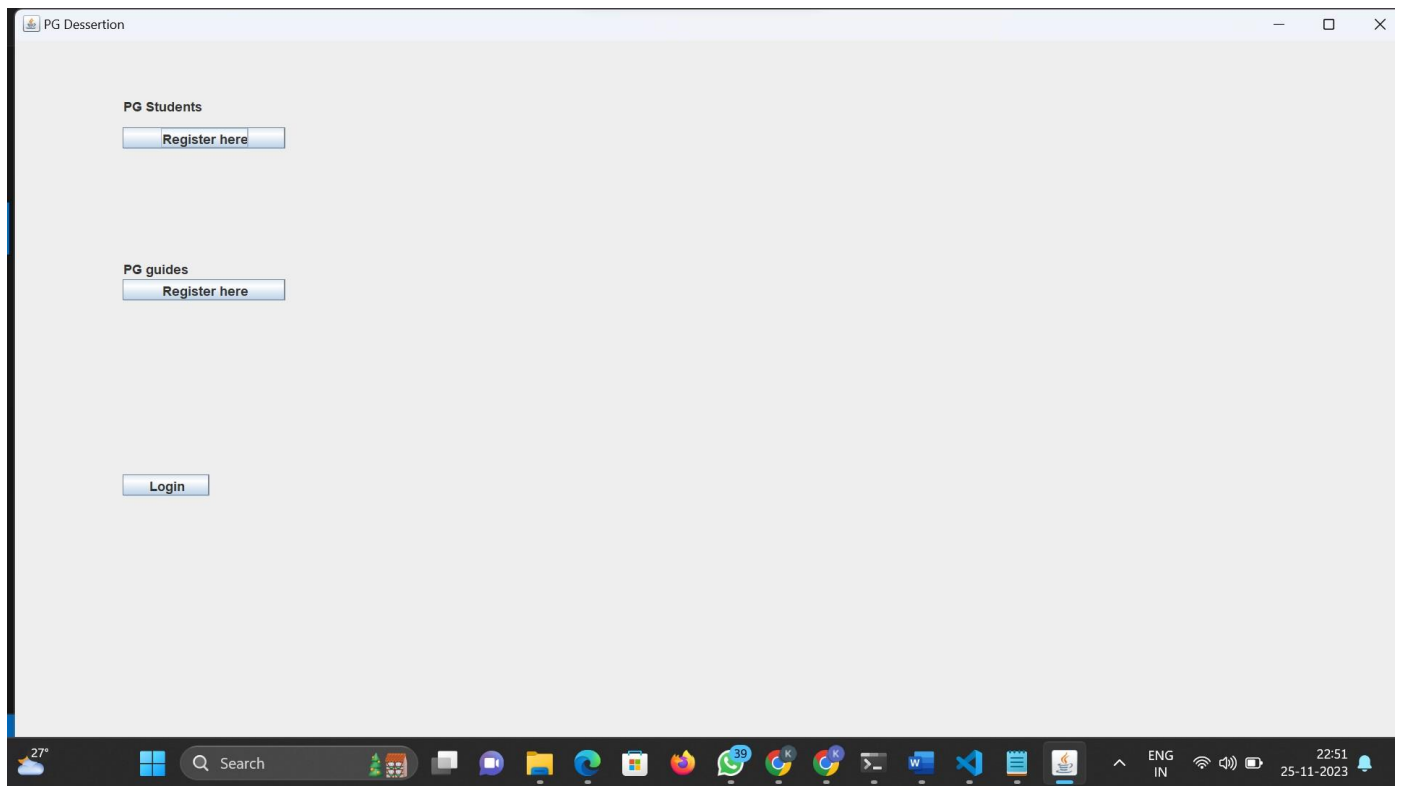 PG Dessertion
PG Students
Register here
PG guides
Register here
Login
27°
Search
39
K
K
W
ENG
IN
22:51
25-11-2023